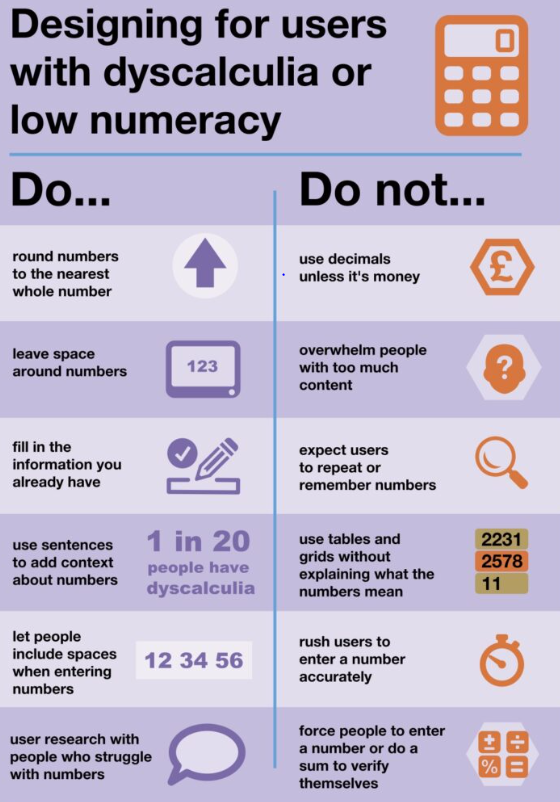 Designing for users
with dyscalculia or
low numeracy
0
Do...
Do not...
round numbers
to the nearest
whole number
use decimals
unless it's money
£
leave space
around numbers
123
overwhelm people
with too much
content
?
fill in the
information you
already have
expect users
to repeat or
remember numbers
use sentences
to add context
about numbers
1 in 20
people have
dyscalculia
use tables and
grids without
explaining what the
numbers mean
2231
2578
11
let people
include spaces
when entering
numbers
12 34 56
rush users to
enter a number
accurately
user research with
people who struggle
with numbers
force people to enter
a number or do a
sum to verify
themselves
± ÷
% =